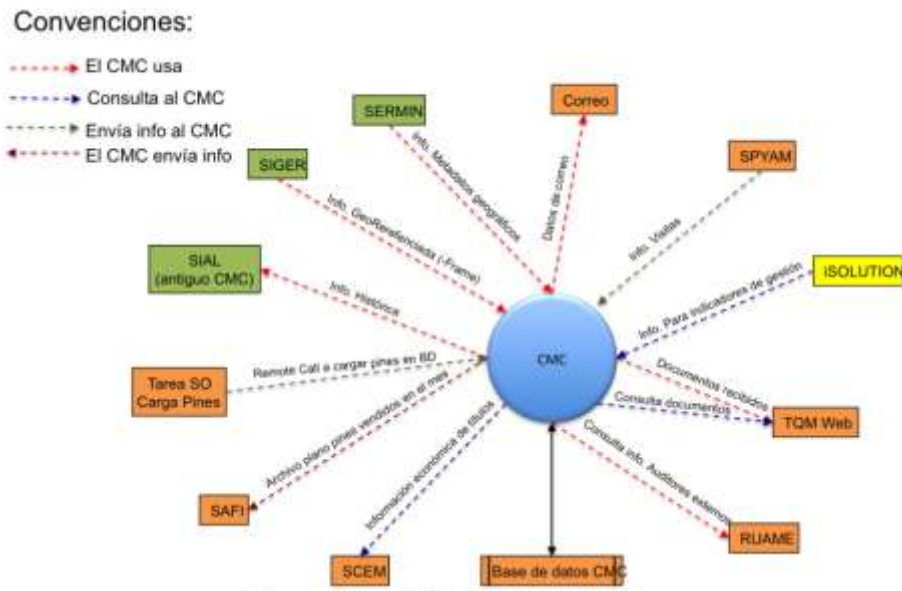 Convenciones:
El CMC usa
Consulta al CMC
Envía info al CMC
El CMC envía info
SERMIN
Correo
SIGER
SPYAM
Info. Metadatos geográficos
Datos de correo
Info. GeoRerefienciada (-Frame)
Info. Visitas
SIAL
(antiguo CMC)
ISOLUTION
Info. Para indicadores de gestión
Info. Histórica
CMC
Remote Call a cargar pines en BD
Tarea SO
Carga Pines
Documentos recibidos
Consulta documentos
TQM Web
Archivo plano pines vendidos en el mes
Información económica de títulos
Consulta info. Auditores externos
SAFI
RUAME
SCEM
Base de datos CMC